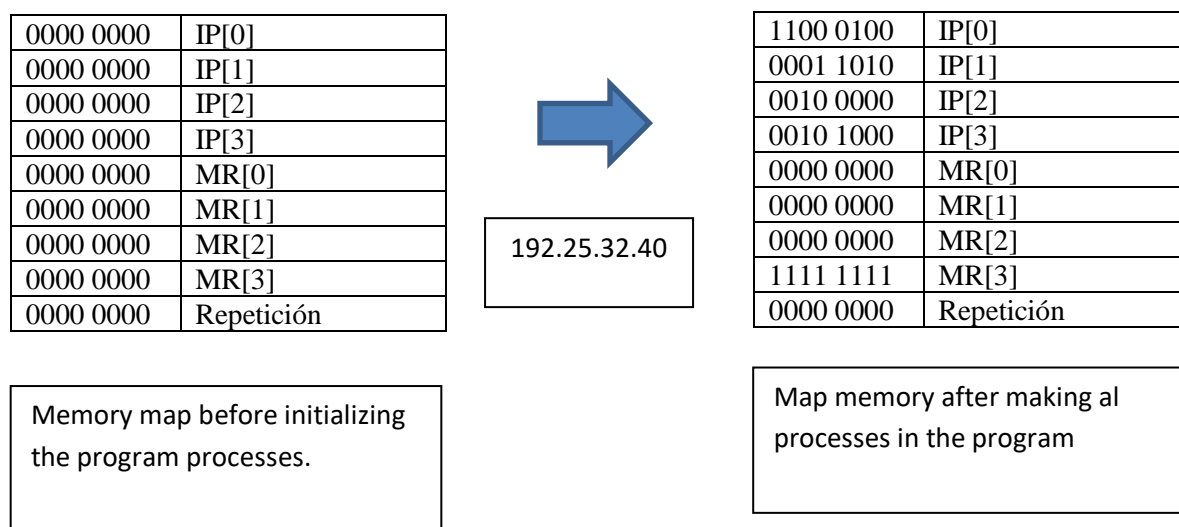 0000 0000 IP[0]
0000 0000 IP[1]
0000 0000 IP[2]
0000 0000 IP[3]
0000 0000 MR[0]
0000 0000 MR[1]
0000 0000 MR[2]
0000 0000 MR[3]
0000 0000 Repetición
192.25.32.40
1100 0100 IP[0]
0001 1010 IP[1]
0010 0000 IP[2]
0010 1000 IP[3]
0000 0000 MR[0]
0000 0000 MR[1]
0000 0000 MR[2]
1111 1111 MR[3]
0000 0000 Repetición
Memory map before initializing
the program processes.
Map memory after making al
processes in the program